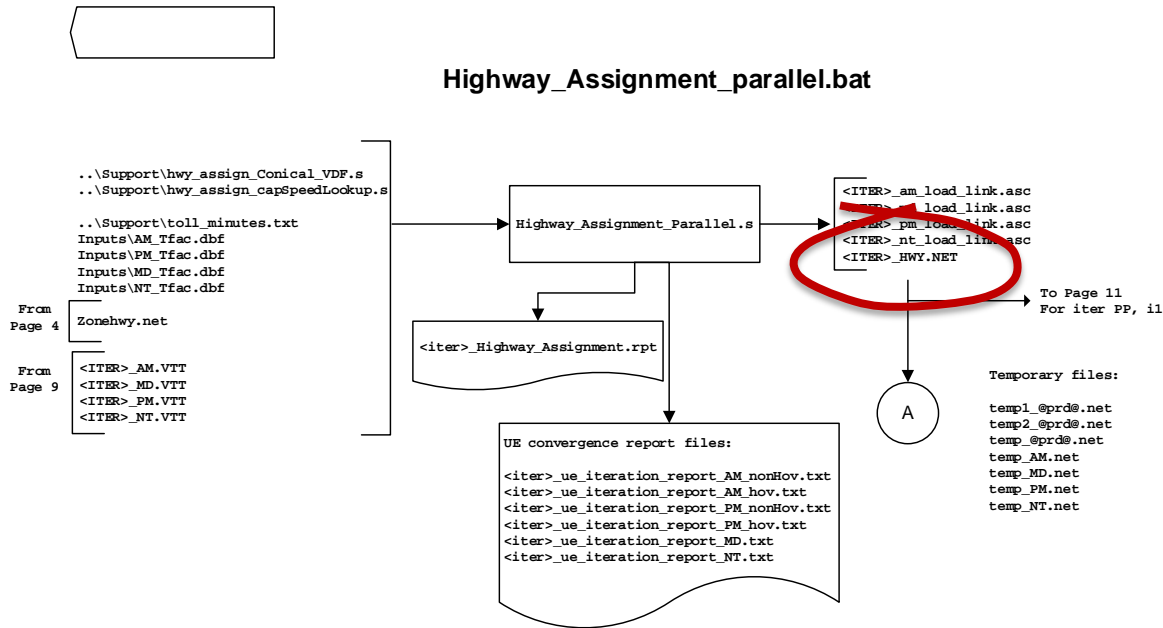 Highway_Assignment_parallel.bat
..\Support\hwy_assign_Conical_VDF.s
..\Support\hwy_assign_capSpeedLookup.s
..\Support\toll_minutes.txt
Inputs\AM_Tfac.dbf
Inputs\PM_Tfac.dbf
Inputs\MD_Tfac.dbf
Inputs\NT_Tfac.dbf
From
Page 4
Zonehwy.net
From
Page 9
<ITER>_AM.VTT
<ITER>_MD.VTT
<ITER>_PM.VTT
<ITER>_NT.VTT
Highway_Assignment_Parallel.s
<iter>_Highway_Assignment.rpt
UE convergence report files:
<iter>_ue_iteration_report_AM_nonHov.txt
<iter>_ue_iteration_report_AM_hov.txt
<iter>_ue_iteration_report_PM_nonHov.txt
<iter>_ue_iteration_report_PM_hov.txt
<iter>_ue_iteration_report_MD.txt
<iter>_ue_iteration_report_NT.txt
<ITER>_am_load_link.asc
<ITER> load_link.asc
<ITER>_pm_load_link.asc
<ITER>_nt_load_link.asc
<ITER>_HWY.NET
To Page 11
For iter PP, i1
A
Temporary files:
temp1_@prd@.net
temp2_@prd@.net
temp_@prd@.net
temp_AM.net
temp_MD.net
temp_PM.net
temp_NT.net